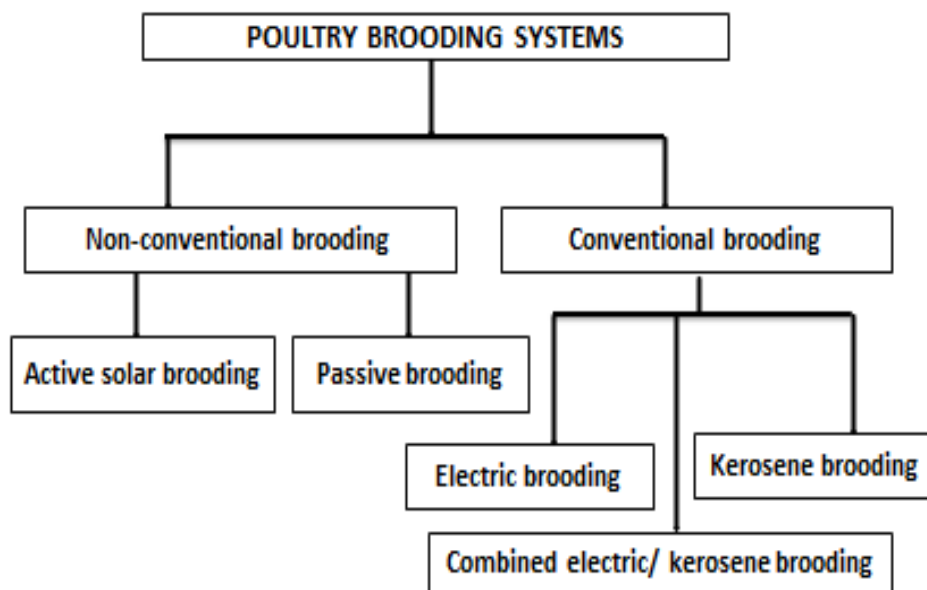 POULTRY BROODING SYSTEMS
Non-conventional brooding
Conventional brooding
Active solar brooding
Passive brooding
Electric brooding
Kerosene brooding
Combined electric/ kerosene brooding